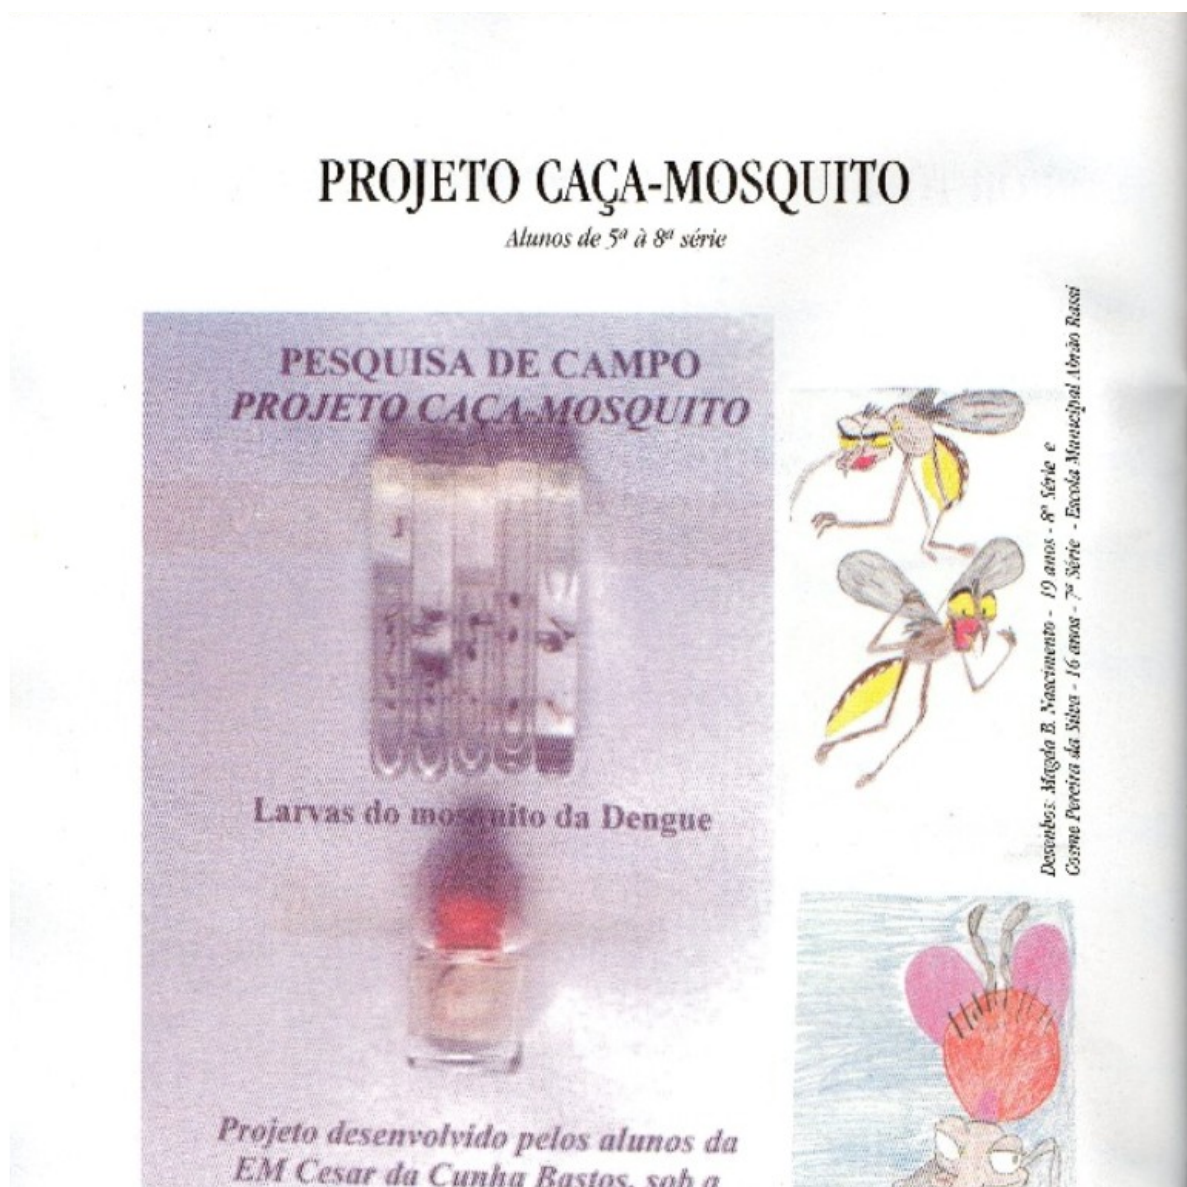 PROJETO CAÇA-MOSQUITO
Alunos de 5ª à 8ª série
PESQUISA DE CAMPO
PROJETO CAÇA-MOSQUITO
Larvas do mosquito da Dengue
Projeto desenvolvido pelos alunos da
EM Cesar da Cunha Bastos, sob a
Desenhos: Magda B. Nascimento - 19 anos - 8ª Série e
Cosme Pereira da Silva - 16 anos - 7ª Série - Escola Municipal Abrão Rassi